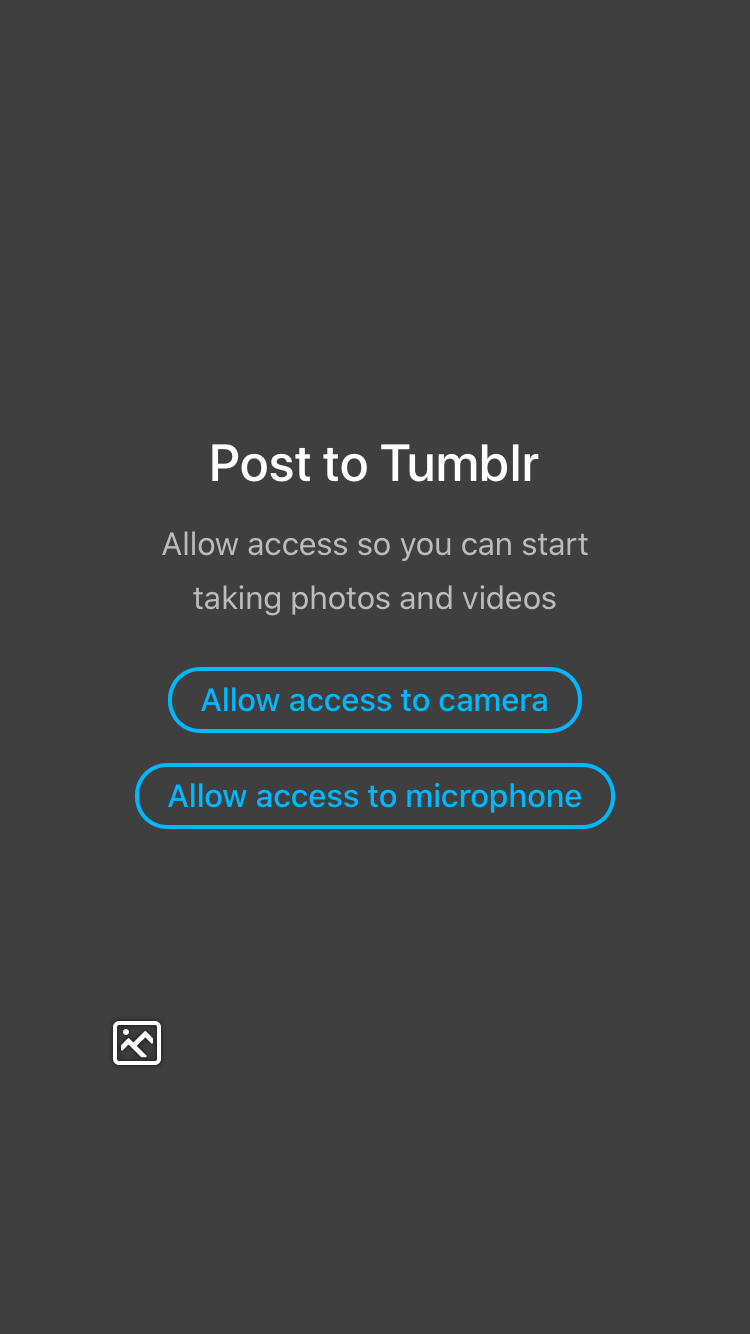 Post to Tumblr
Allow access so you can start
taking photos and videos
Allow access to camera
Allow access to microphone